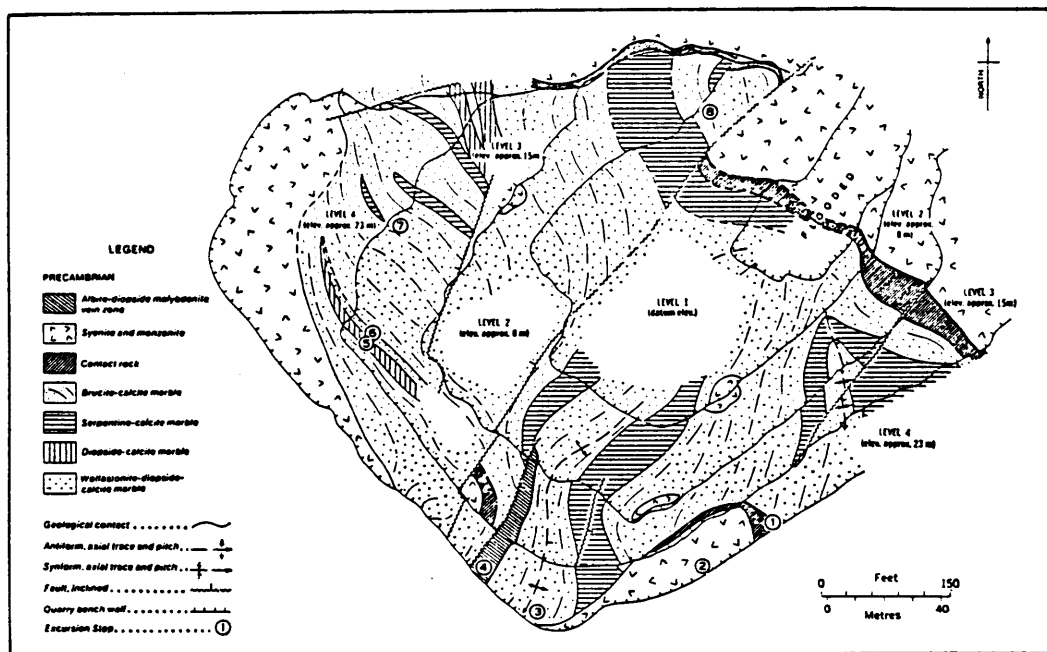 LEGEND
PRECAMBRIAN
Albite-diopside molybdenite
vein zone
Syenite and monzonite
Contact rock
Brucite-calcite marble
Serpentine-calcite marble
Diopside-calcite marble
Wollastonite-diopside-
calcite marble
Geological contact
Antiform, axial trace and pitch
Synform, axial trace and pitch
Fault, inclined
Quarry bench wall
Excursion Stop ①
NORTH
LEVEL 3
(elev. approx. 15m)
LEVEL 4
(elev. approx. 23 m)
LEVEL 2
(elev. approx. 8 m)
LEVEL 1
(datum elev.)
FLOODED
LEVEL 2
(elev. approx.
8 m)
LEVEL 3
(elev. approx. 15m)
LEVEL 4
(elev. approx. 23 m)
8
7
6
5
4
3
2
1
0 Feet 150
0 Metres 40